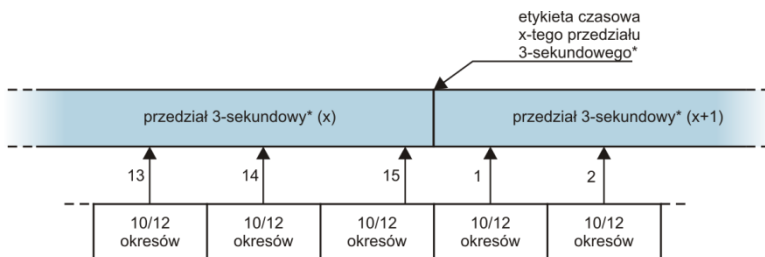 etykieta czasowa
x-tego przedziału
3-sekundowego*
przedział 3-sekundowy* (x)
przedział 3-sekundowy* (x+1)
13
14
15
1
2
10/12
okresów
10/12
okresów
10/12
okresów
10/12
okresów
10/12
okresów